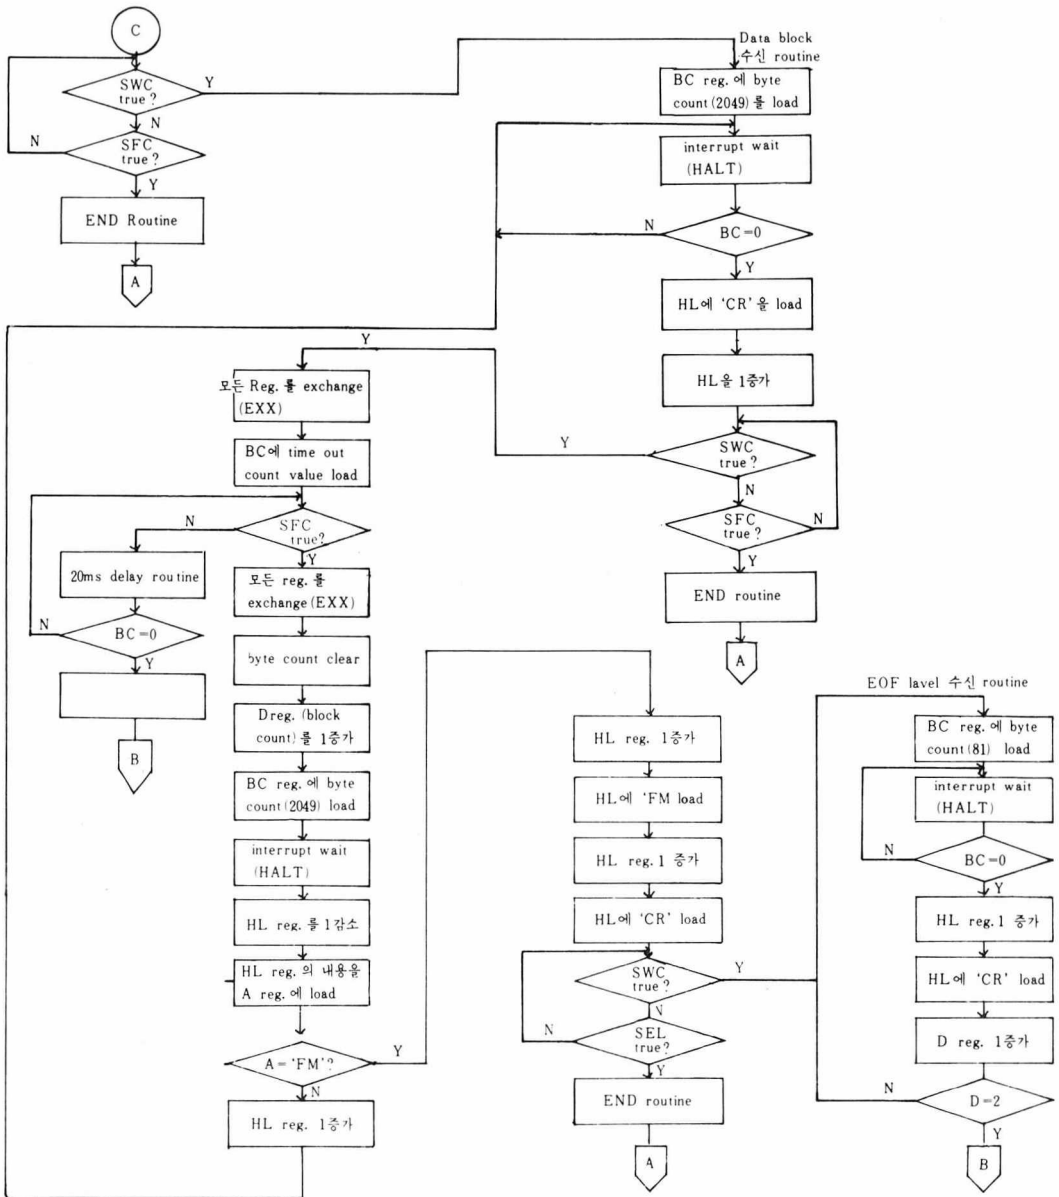 C
SWC
true?
Y
N
SFC
true?
N
Y
END Routine
A
Data block
수신 routine
BC reg. 에 byte
count(2049)를 load
interrupt wait
(HALT)
BC=0
N
Y
HL에 'CR'을 load
HL을 1증가
SWC
true?
Y
N
SFC
true?
N
Y
END routine
A
Y
모든 Reg. 를 exchange
(EXX)
BC에 time out
count value load
SFC
true?
N
Y
20ms delay routine
BC=0
N
Y
B
모든 reg. 를
exchange(EXX)
byte count clear
Dreg. (block
count)를 1증가
BC reg. 에 byte
count(2049) load
interrupt wait
(HALT)
HL reg. 를 1감소
HL reg. 의 내용을
A reg. 에 load
A='FM'?
Y
N
HL reg. 1증가
HL reg. 1증가
HL에 'FM load
HL reg.1 증가
HL에 'CR' load
SWC
true?
Y
N
SEL
true?
N
Y
END routine
A
EOF lavel 수신 routine
BC reg. 에 byte
count(81) load
interrupt wait
(HALT)
BC=0
N
Y
HL reg.1 증가
HL에 'CR' load
D reg. 1증가
D=2
N
Y
B